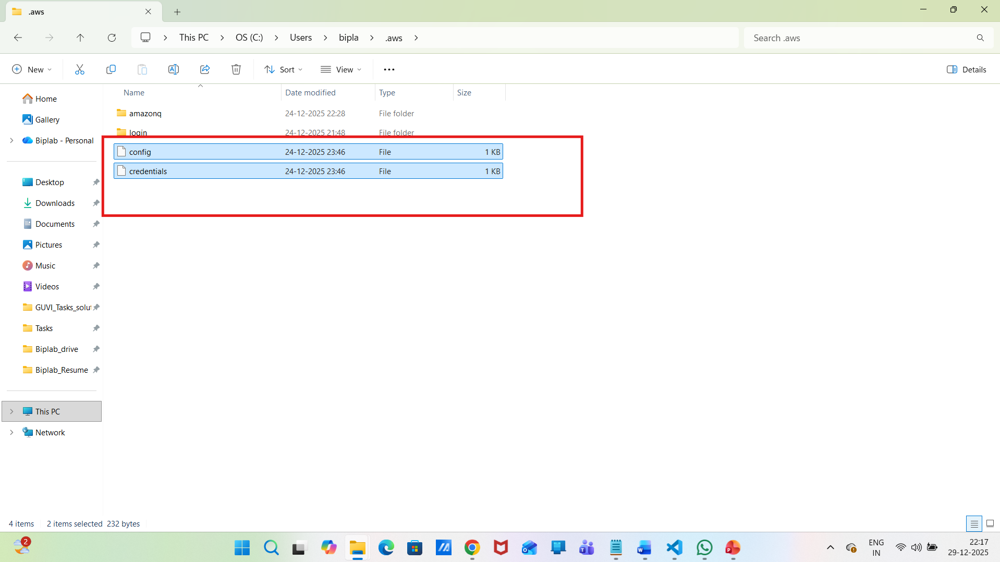 .aws
This PC > OS (C:) > Users > bipla > .aws >
Search .aws
New
Sort
View
Details
Name Date modified Type Size
amazonq 24-12-2025 22:28 File folder
login 24-12-2025 21:48 File folder
config 24-12-2025 23:46 File 1 KB
credentials 24-12-2025 23:46 File 1 KB
Home
Gallery
Biplab - Personal
Desktop
Downloads
Documents
Pictures
Music
Videos
GUVI_Tasks_solut
Tasks
Biplab_drive
Biplab_Resume
This PC
Network
4 items 2 items selected 232 bytes
2
ENG
IN
22:17
29-12-2025